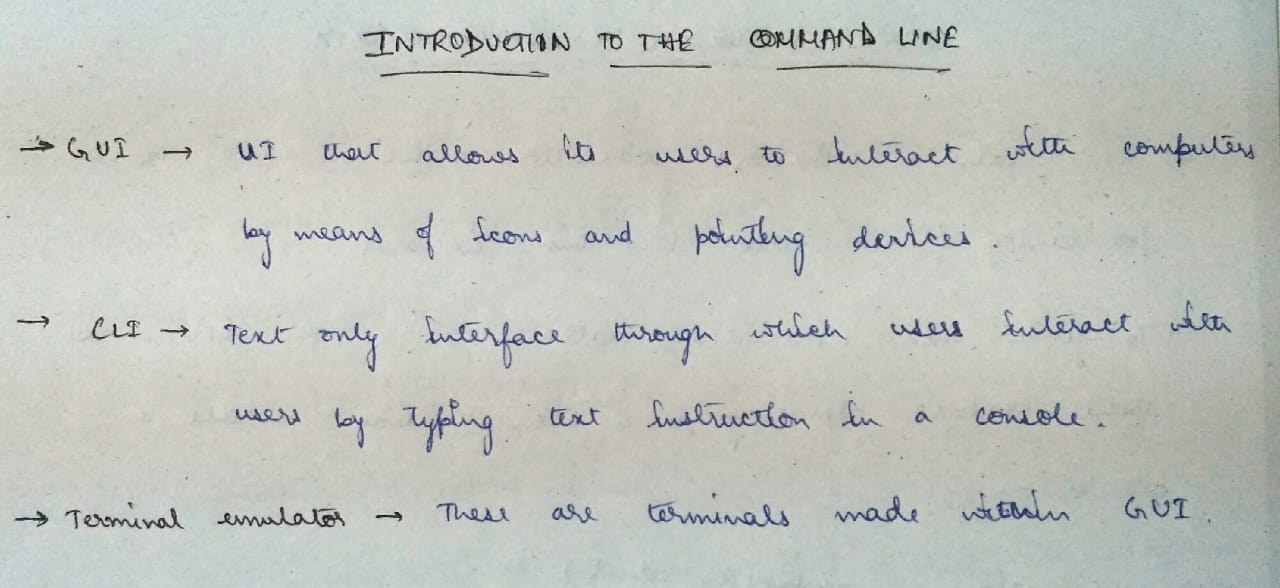 INTRODUCTION TO THE COMMAND LINE
→ GUI → UI that allows its users to interact with computers
by means of icons and pointing devices.
→ CLI → Text only interface through which users interact with
users by typing text instruction in a console.
→ Terminal emulator → These are terminals made within GUI.